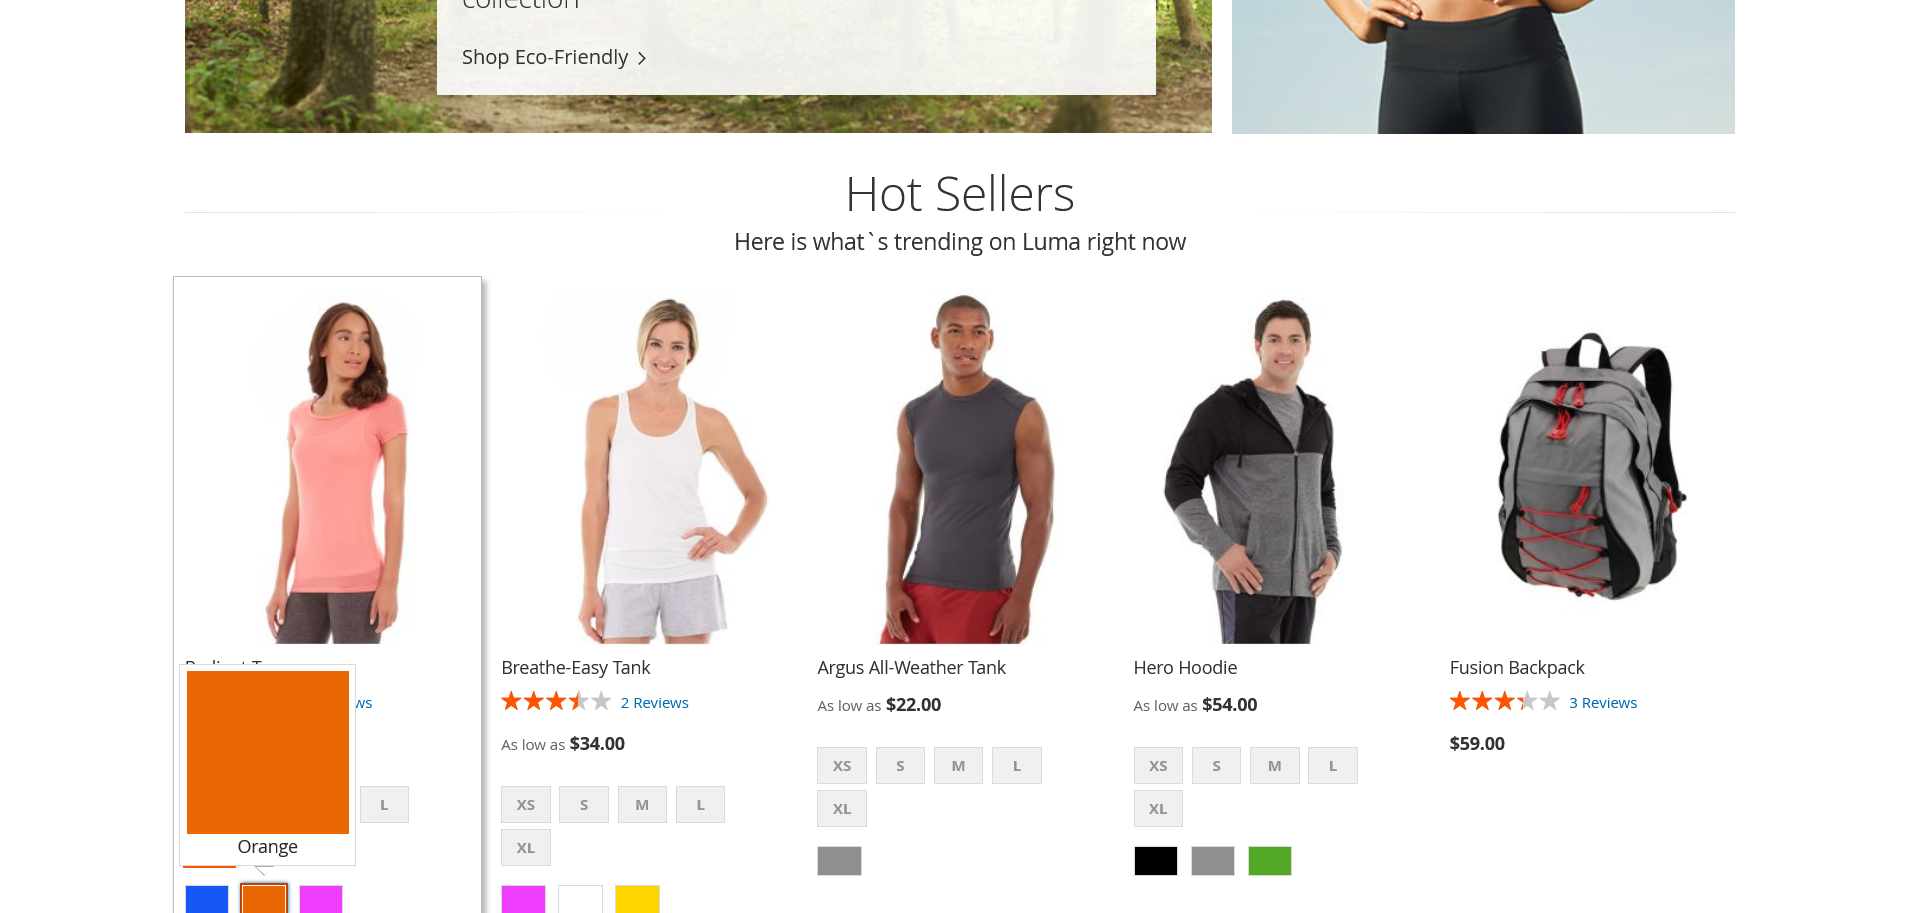 Shop Eco-Friendly
Hot Sellers
Here is what`s trending on Luma right now
Breathe-Easy Tank
Argus All-Weather Tank
Hero Hoodie
Fusion Backpack
2 Reviews
As low as $22.00
As low as $54.00
3 Reviews
As low as $34.00
$59.00
XS S M L
XL
XS S M L
XL
L
XS S M L
XL
Orange